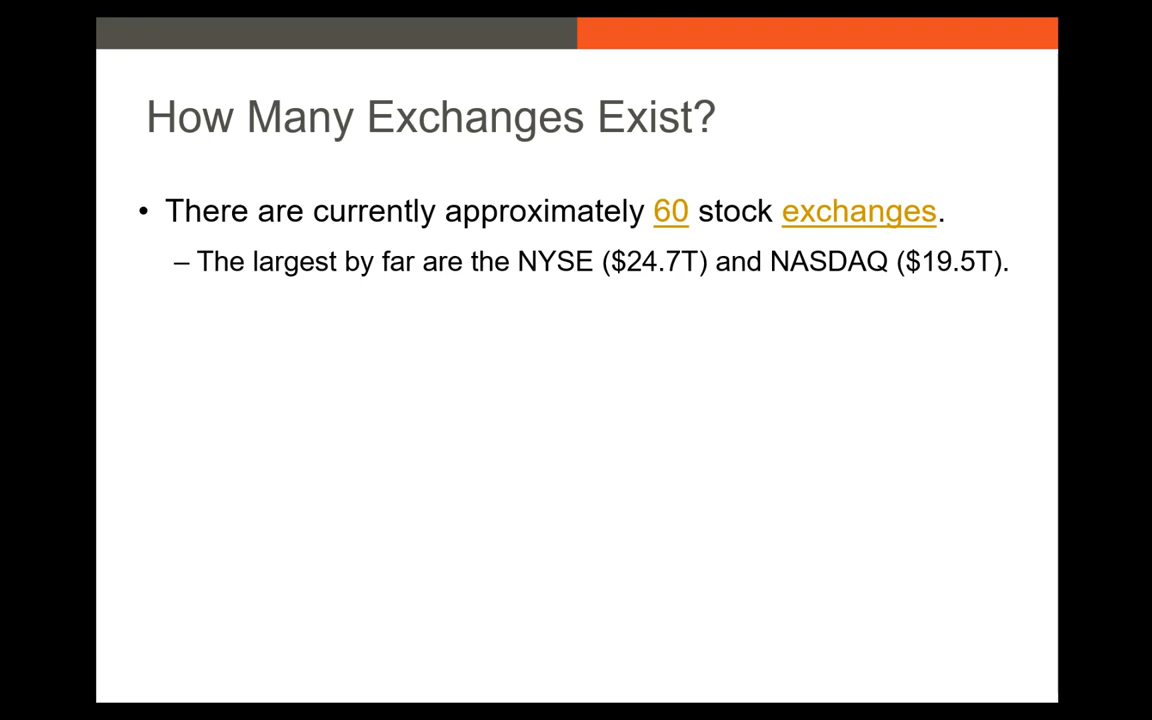 How Many Exchanges Exist?
• There are currently approximately 60 stock exchanges.
– The largest by far are the NYSE ($24.7T) and NASDAQ ($19.5T).